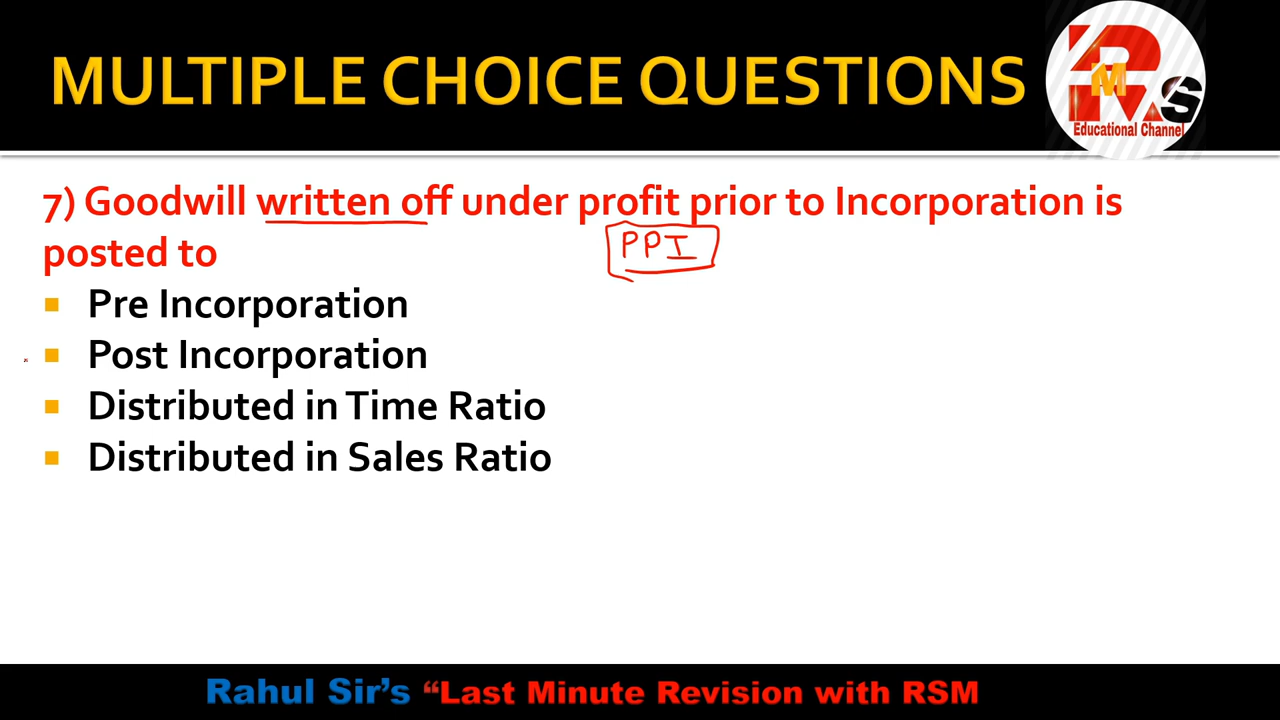 MULTIPLE CHOICE QUESTIONS
RMS
Educational Channel
7) Goodwill written off under profit prior to Incorporation is
PPI
posted to
Pre Incorporation
Post Incorporation
Distributed in Time Ratio
Distributed in Sales Ratio
Rahul Sir's “Last Minute Revision with RSM